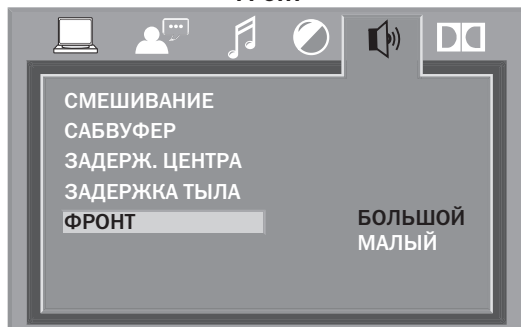 СМЕШИВАНИЕ
САБВУФЕР
ЗАДЕРЖ. ЦЕНТРА
ЗАДЕРЖКА ТЫЛА
ФРОНТ
БОЛЬШОЙ
МАЛЫЙ